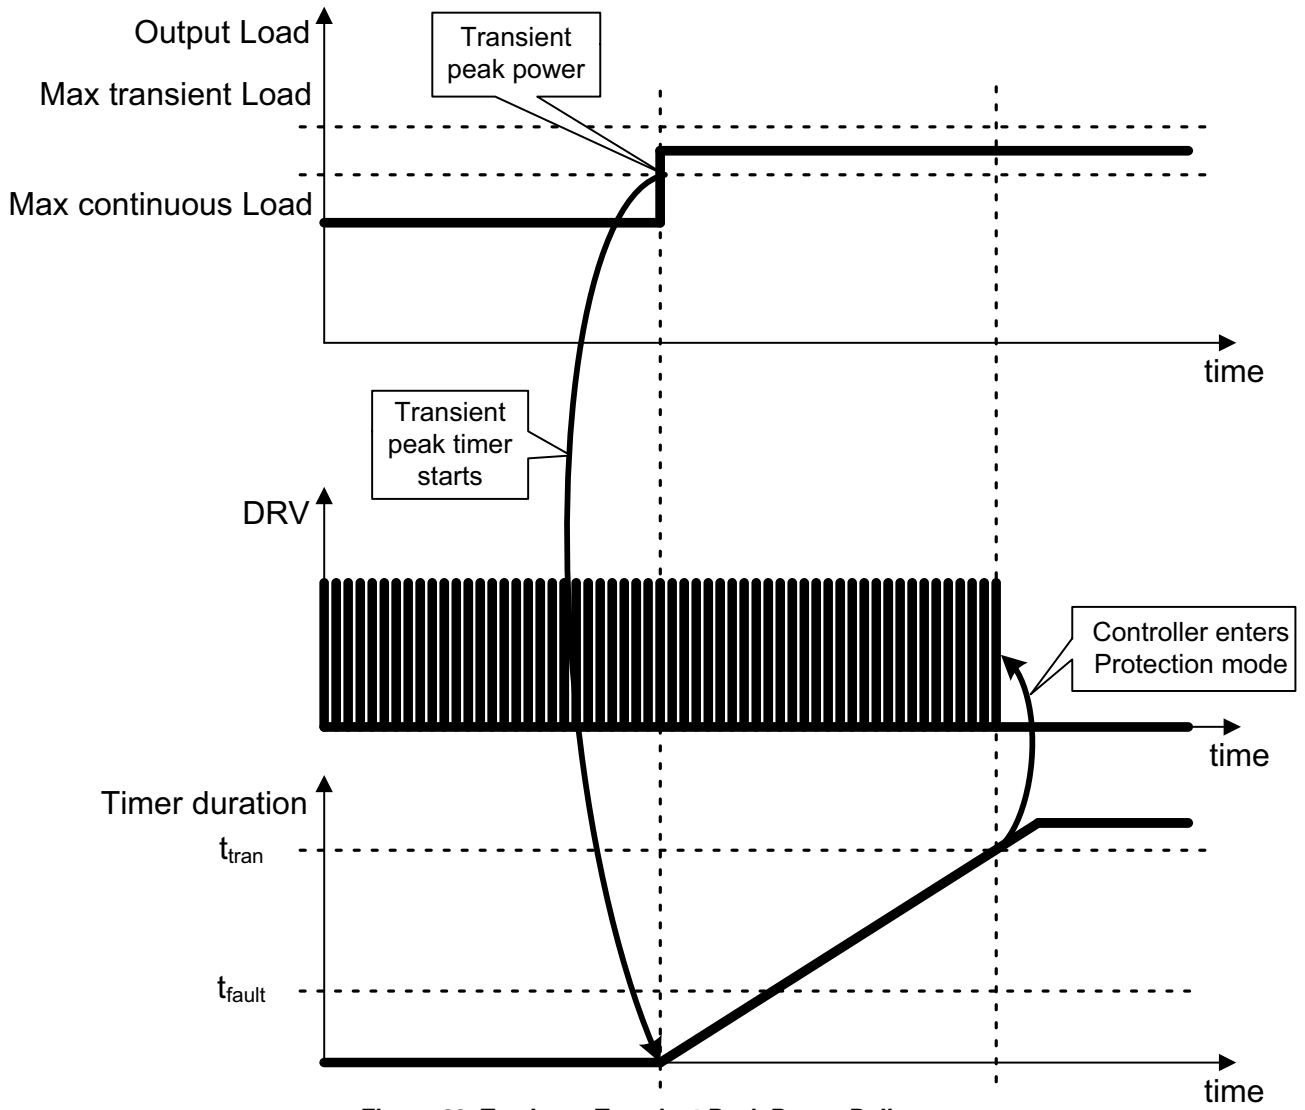 Output Load
Transient
peak power
Max transient Load
Max continuous Load
time
Transient
peak timer
starts
DRV
Controller enters
Protection mode
time
Timer duration
ttran
tfault
time